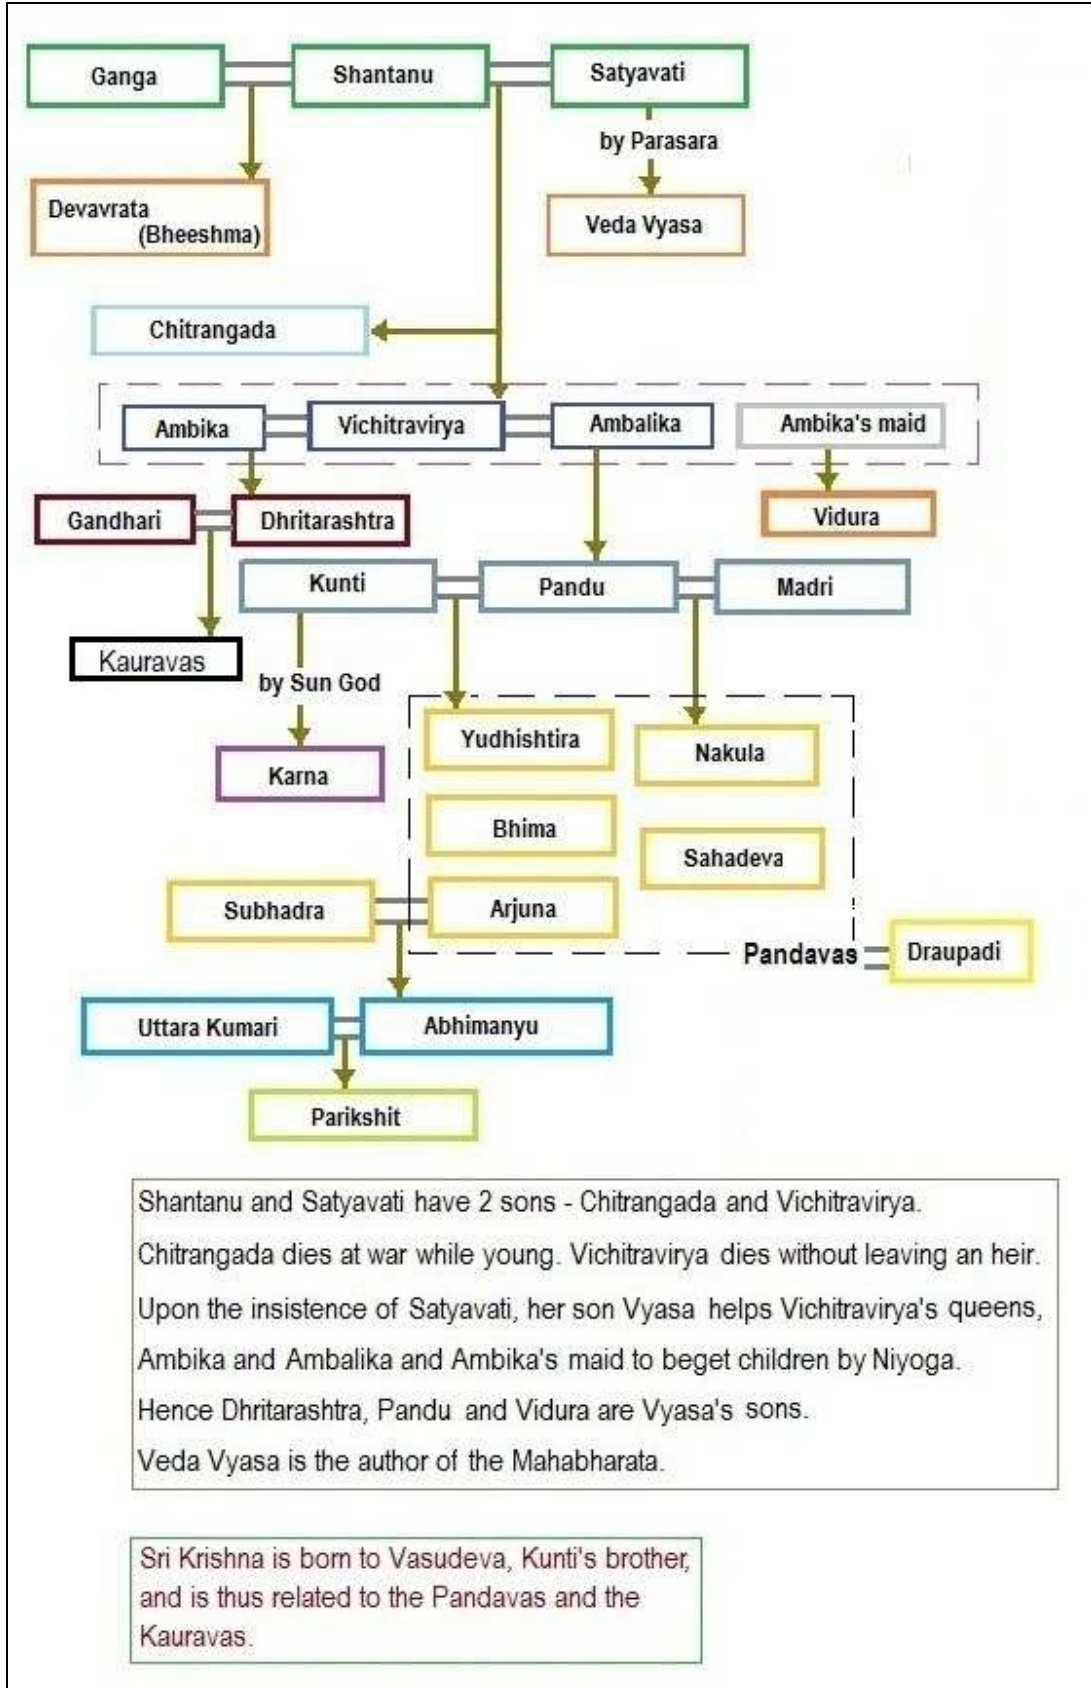 Ganga
Shantanu
Satyavati
by Parasara
Devavrata
(Bheeshma)
Veda Vyasa
Chitrangada
Ambika
Vichitravirya
Ambalika
Ambika's maid
Gandhari
Dhritarashtra
Vidura
Kunti
Pandu
Madri
Kauravas
by Sun God
Karna
Yudhishtira
Nakula
Bhima
Sahadeva
Subhadra
Arjuna
Pandavas
Draupadi
Uttara Kumari
Abhimanyu
Parikshit
Shantanu and Satyavati have 2 sons - Chitrangada and Vichitravirya.
Chitrangada dies at war while young. Vichitravirya dies without leaving an heir.
Upon the insistence of Satyavati, her son Vyasa helps Vichitravirya's queens,
Ambika and Ambalika and Ambika's maid to beget children by Niyoga.
Hence Dhritarashtra, Pandu and Vidura are Vyasa's sons.
Veda Vyasa is the author of the Mahabharata.
Sri Krishna is born to Vasudeva, Kunti's brother,
and is thus related to the Pandavas and the
Kauravas.